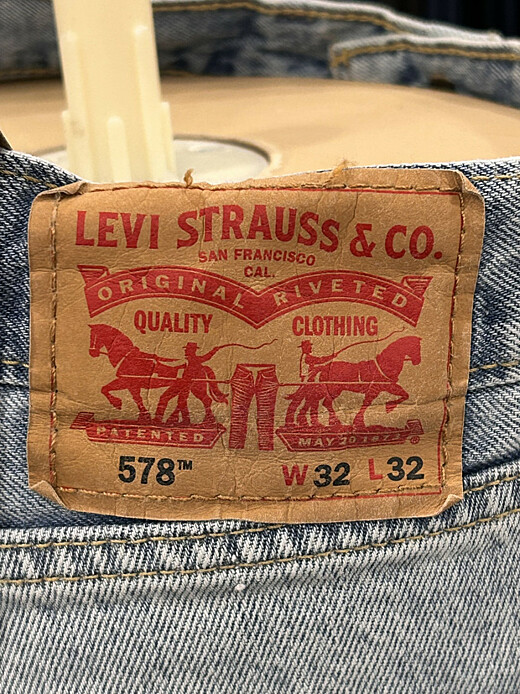 LEVI STRAUSS & CO.
SAN FRANCISCO
CAL.
ORIGINAL RIVETED
QUALITY CLOTHING
PATENTED MAY 20 1873 ®
578™ W32 L32